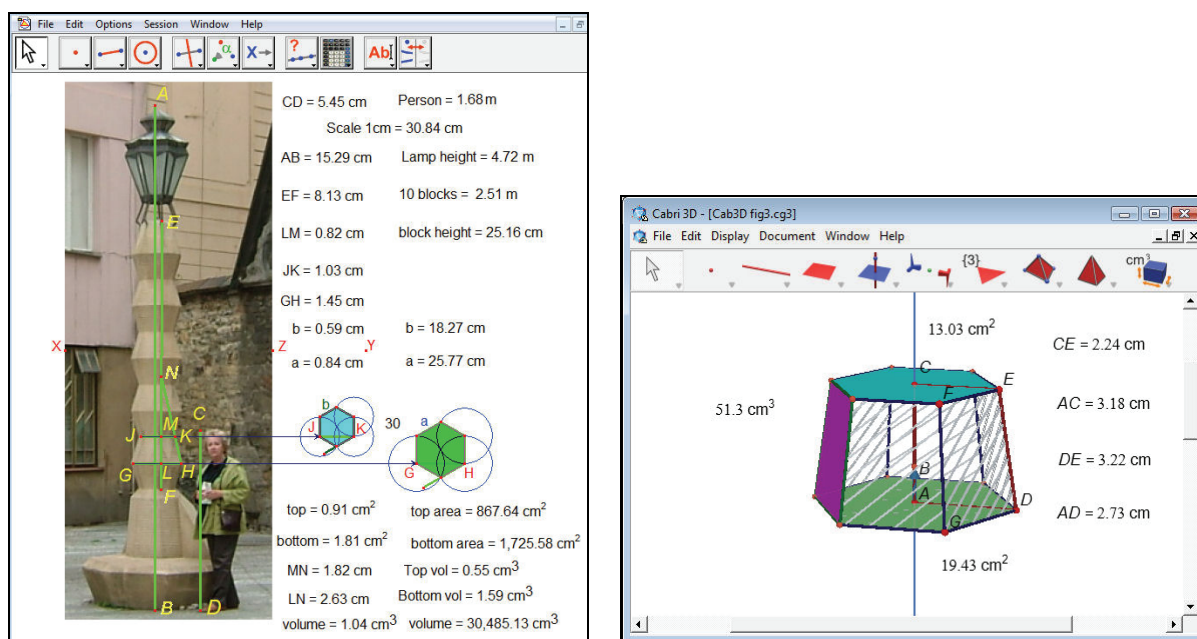 File Edit Options Session Window Help
? α X Ab
A
CD = 5.45 cm Person = 1.68 m
Scale 1cm = 30.84 cm
AB = 15.29 cm Lamp height = 4.72 m
EF = 8.13 cm 10 blocks = 2.51 m
E
LM = 0.82 cm block height = 25.16 cm
JK = 1.03 cm
GH = 1.45 cm
b = 0.59 cm b = 18.27 cm
X Z Y
a = 0.84 cm a = 25.77 cm
N
b
C
J M K J K 30 a
G L H G H
F
top = 0.91 cm2 top area = 867.64 cm2
bottom = 1.81 cm2 bottom area = 1,725.58 cm2
MN = 1.82 cm Top vol = 0.55 cm3
LN = 2.63 cm Bottom vol = 1.59 cm3
B D
volume = 1.04 cm3 volume = 30,485.13 cm3
Cabri 3D - [Cab3D fig3.cg3]
File Edit Display Document Window Help
{3} cm3
13.03 cm2
CE = 2.24 cm
C E
F
51.3 cm3
AC = 3.18 cm
DE = 3.22 cm
B
A D
G
AD = 2.73 cm
19.43 cm2